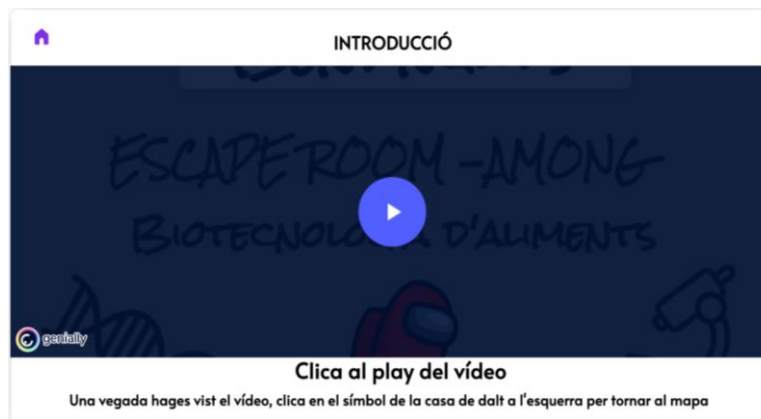 INTRODUCCIÓ
ESCAPE ROOM - AMONG
BIOTECNOLOGIA D'ALIMENTS
genially
Clica al play del vídeo
Una vegada hages vist el vídeo, clica en el símbol de la casa de dalt a l'esquerra per tornar al mapa